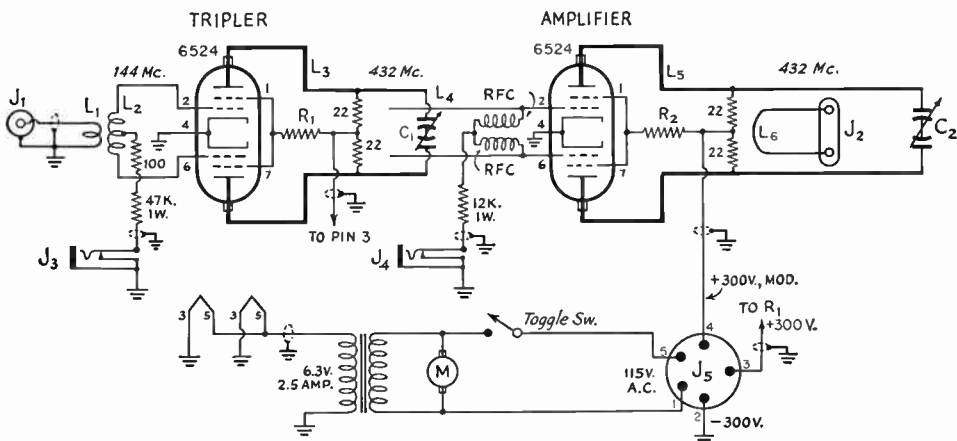 TRIPLER
AMPLIFIER
6524
L3
432 Mc.
6524
L5
432 Mc.
144 Mc.
J1
L1
L2
2
4
6
1
7
R1
22
22
C1
L4
RFC
RFC
2
4
6
1
7
R2
22
22
L6
J2
C2
100
47K.
1W.
J3
TO PIN 3
12K.
1W.
J4
+300V., MOD.
TO R1
+300 V.
3
5
3
5
6.3V.
2.5 AMP.
M
Toggle Sw.
115V.
A.C.
5
4
J5
3
1
2
-300V.